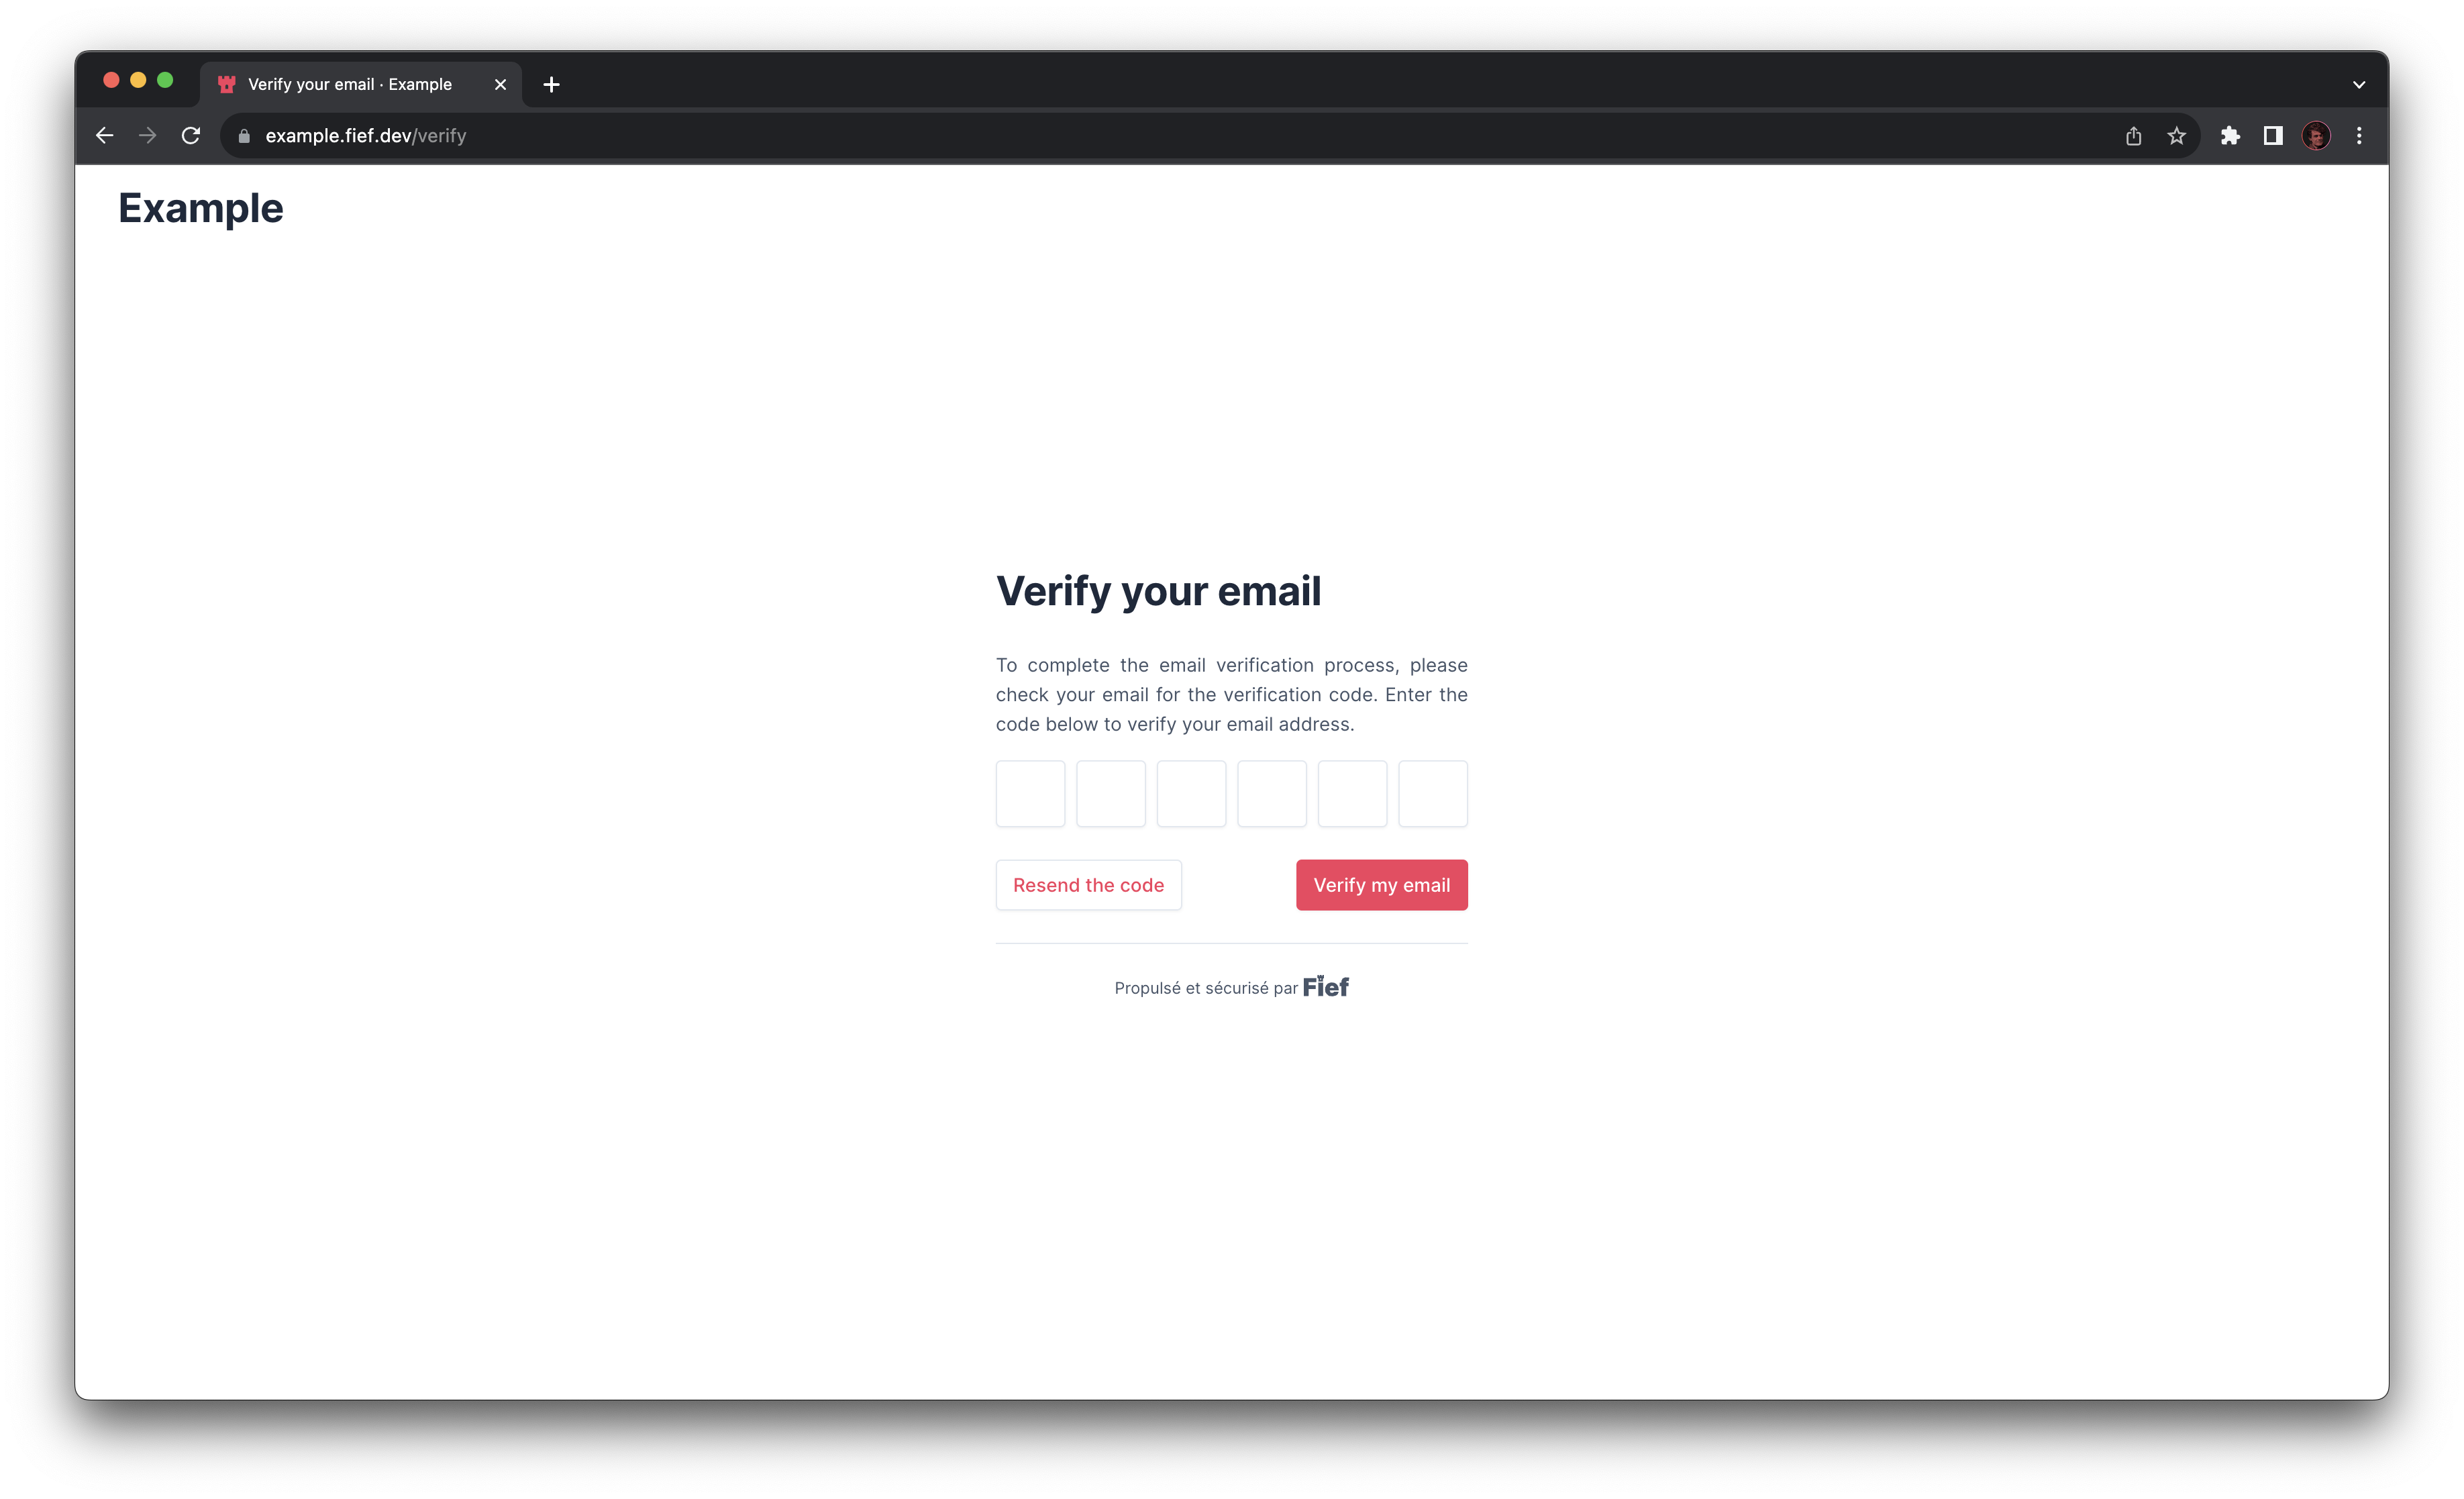 Verify your email · Example
example.fief.dev/verify
Example
Verify your email
To complete the email verification process, please
check your email for the verification code. Enter the
code below to verify your email address.
Resend the code
Verify my email
Propulsé et sécurisé par Fief